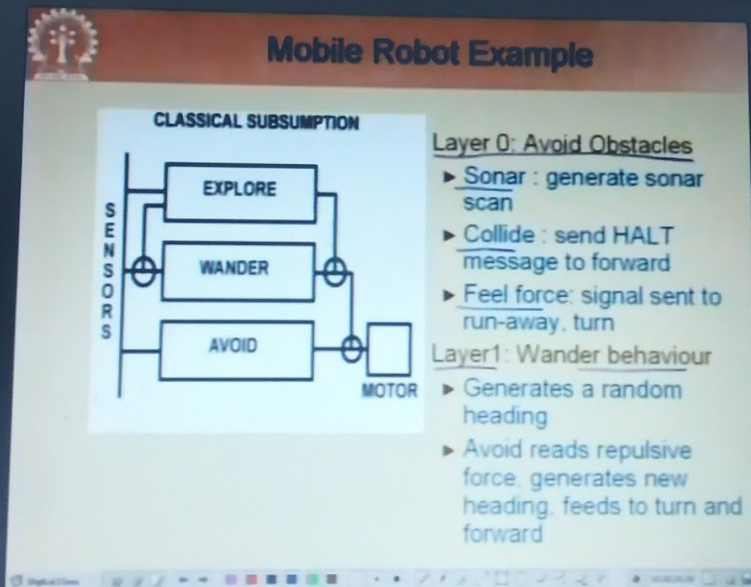 Mobile Robot Example
CLASSICAL SUBSUMPTION
SENSORS
EXPLORE
WANDER
AVOID
MOTOR
Layer 0: Avoid Obstacles
► Sonar : generate sonar
scan
► Collide : send HALT
message to forward
► Feel force: signal sent to
run-away, turn
Layer1: Wander behaviour
► Generates a random
heading
► Avoid reads repulsive
force, generates new
heading, feeds to turn and
forward